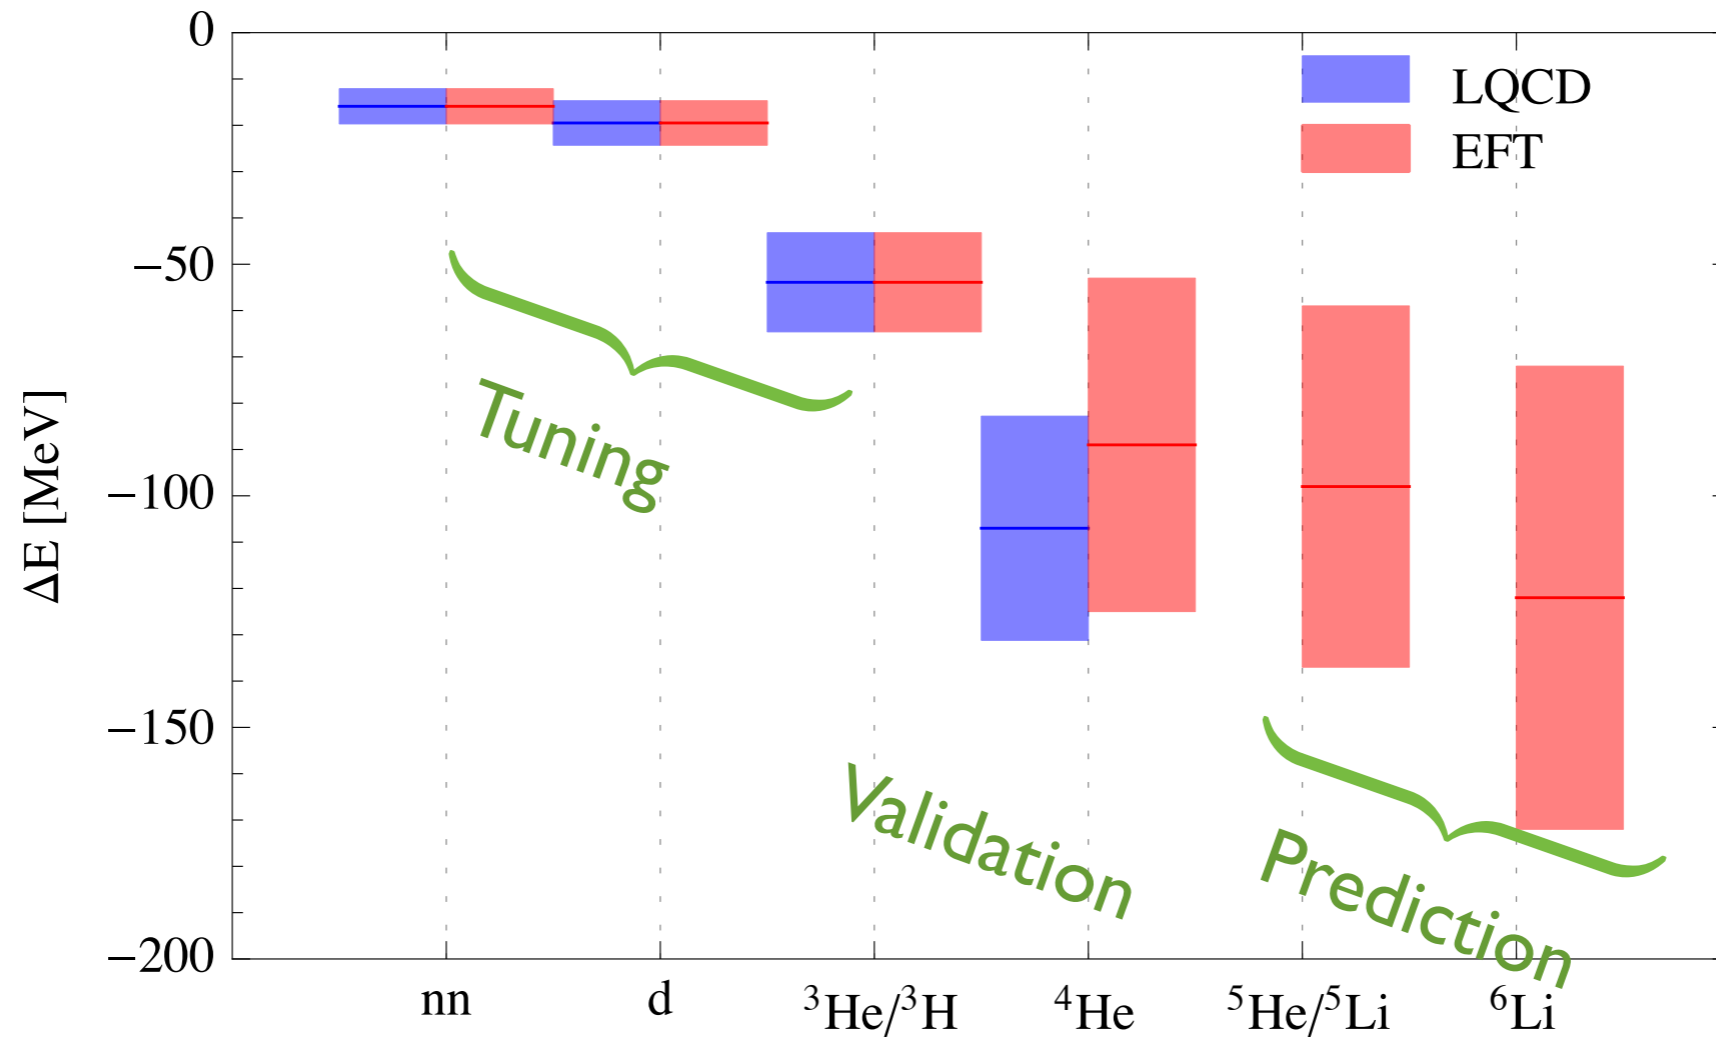 0
−50
−100
−150
−200
ΔE [MeV]
LQCD
EFT
Tuning
Validation
Prediction
nn
d
³He/³H
⁴He
⁵He/⁵Li
⁶Li